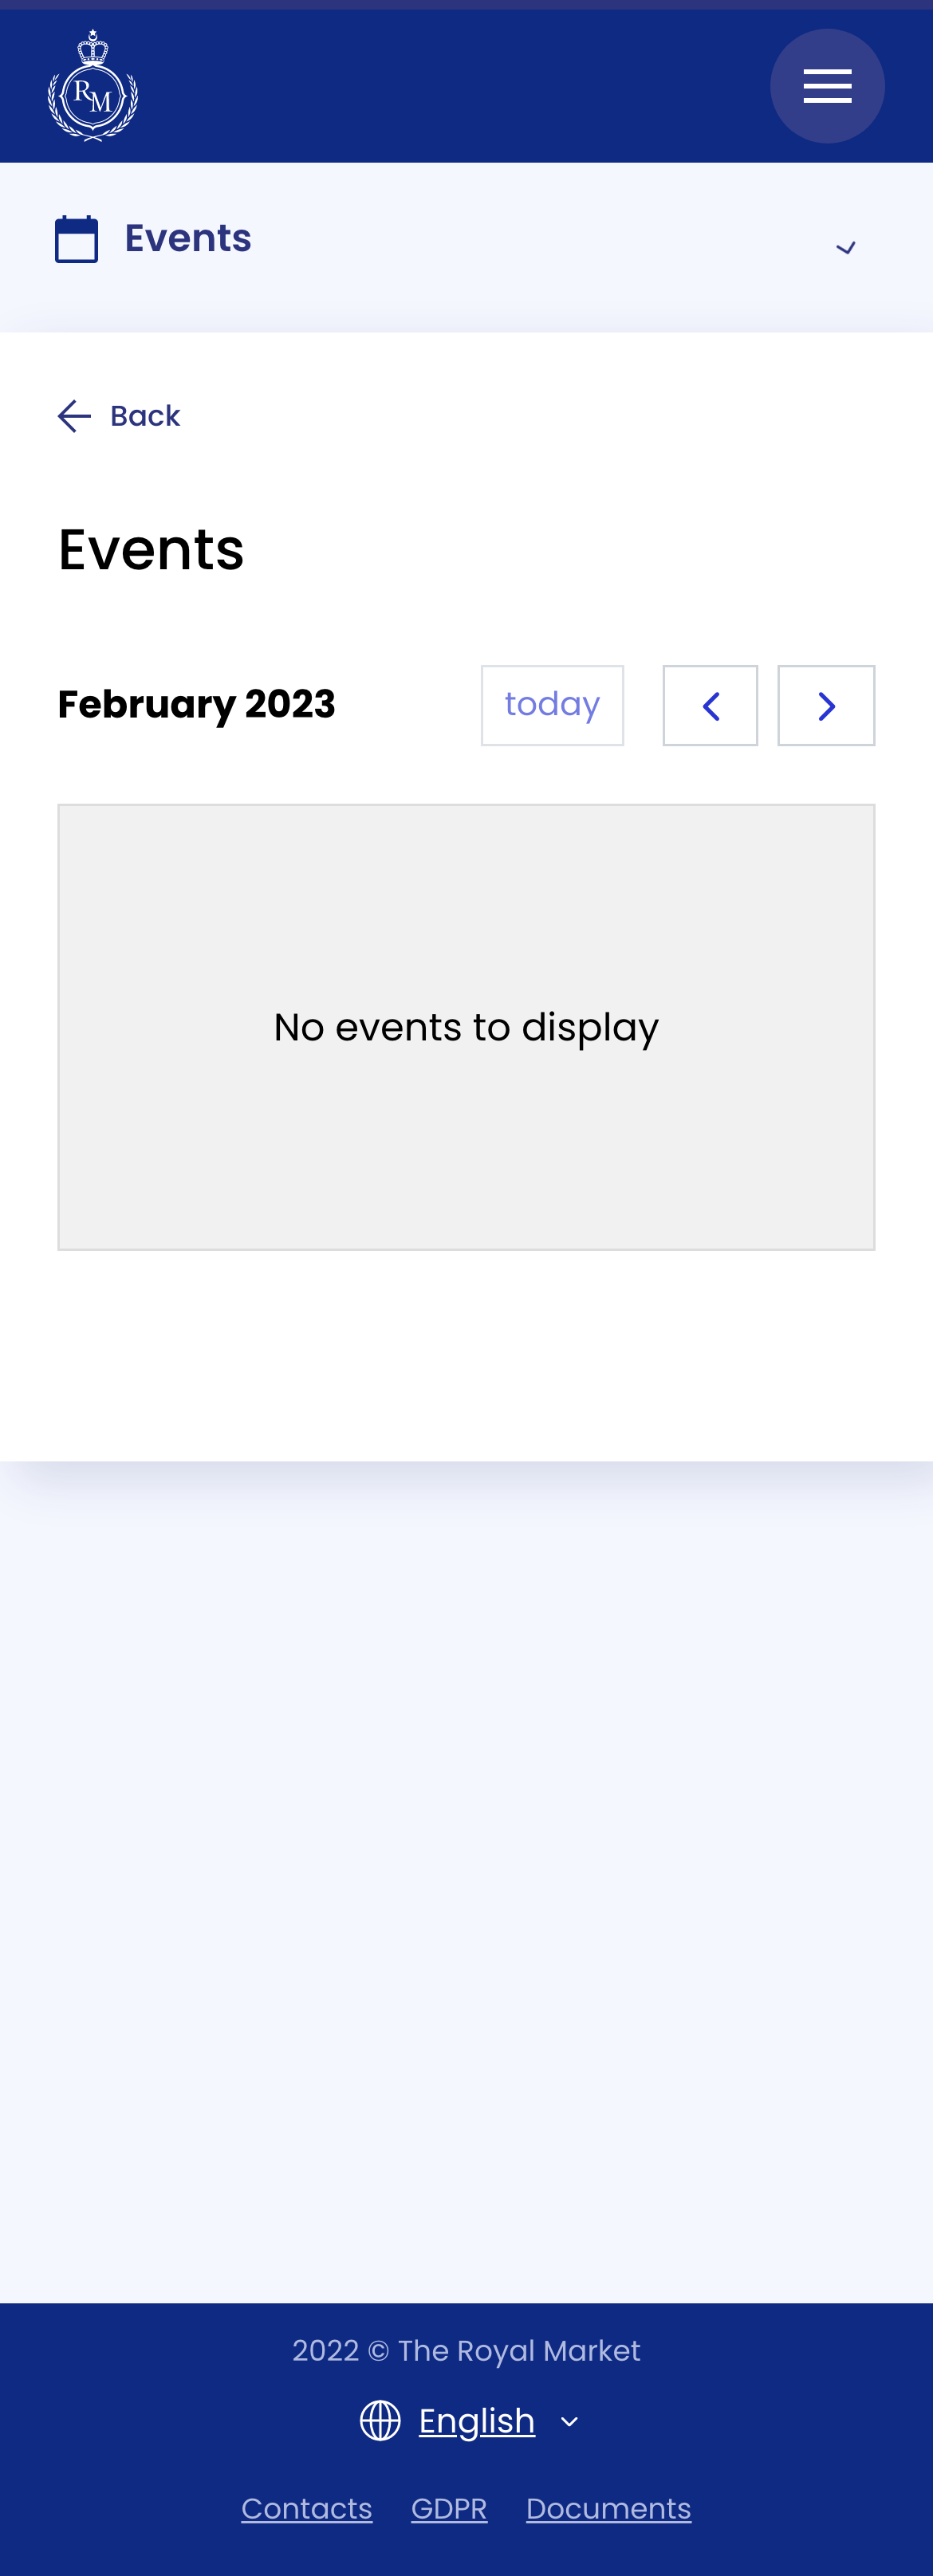 RM
Events
Back
Events
February 2023 today
No events to display
2022 © The Royal Market
English
Contacts GDPR Documents